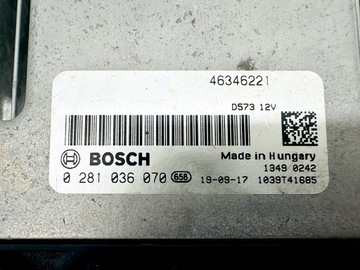 46346221
D573 12V
BOSCH
Made in Hungary
1349 0242
0 281 036 070 658 19-09-17 1039T41685